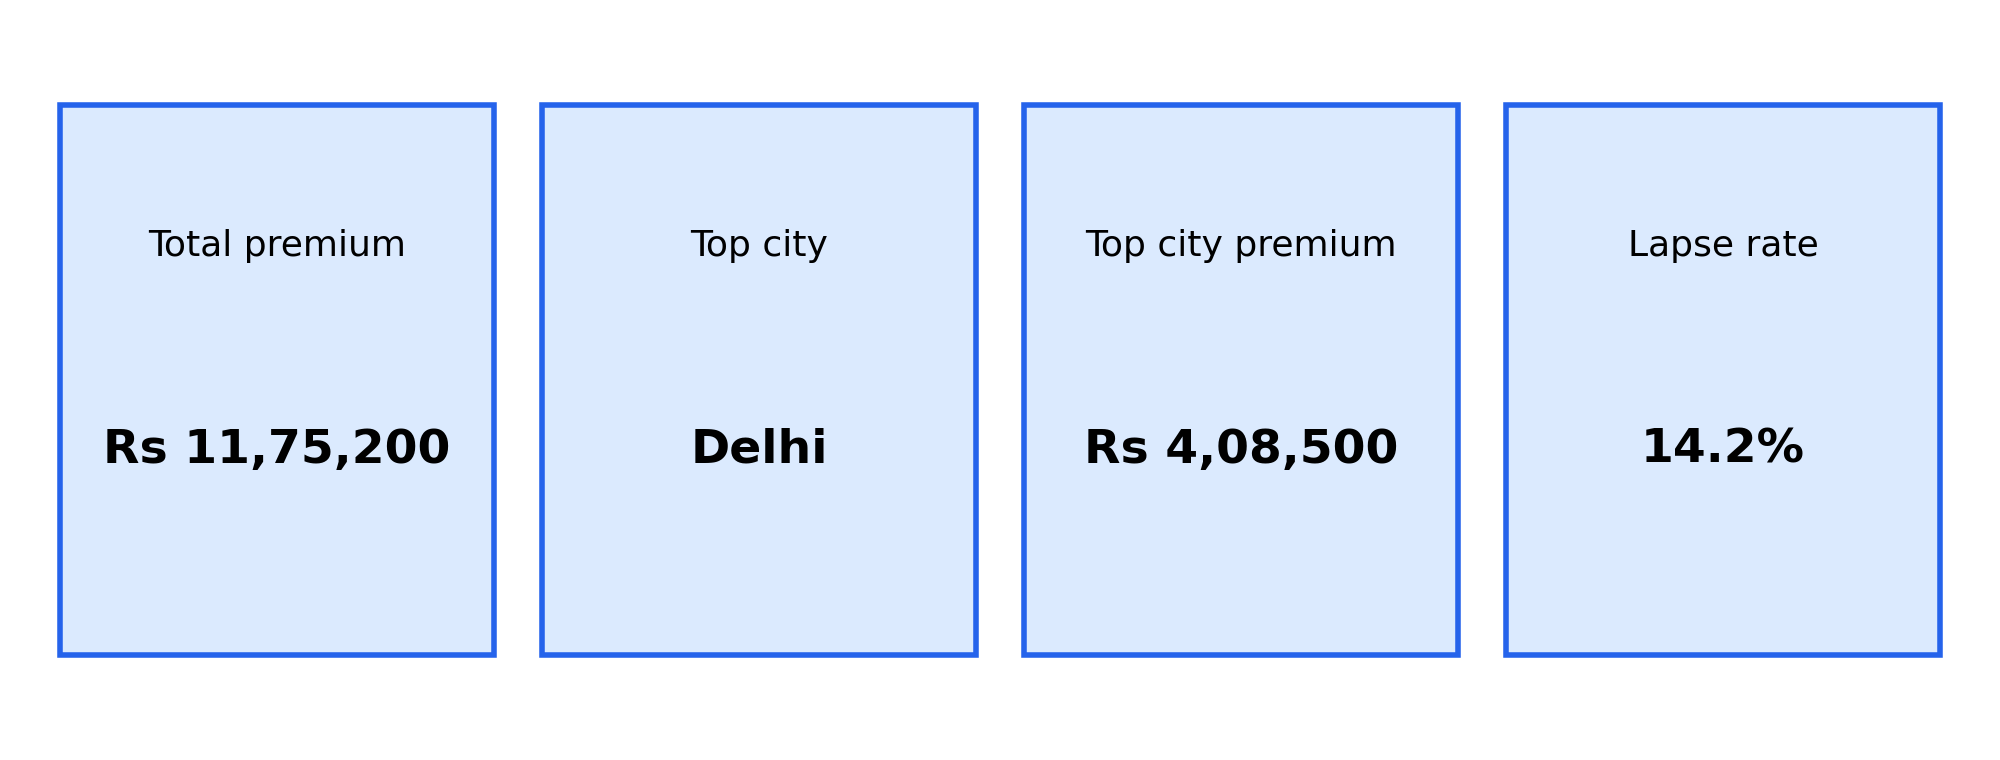 Total premium
Rs 11,75,200
Top city
Delhi
Top city premium
Rs 4,08,500
Lapse rate
14.2%